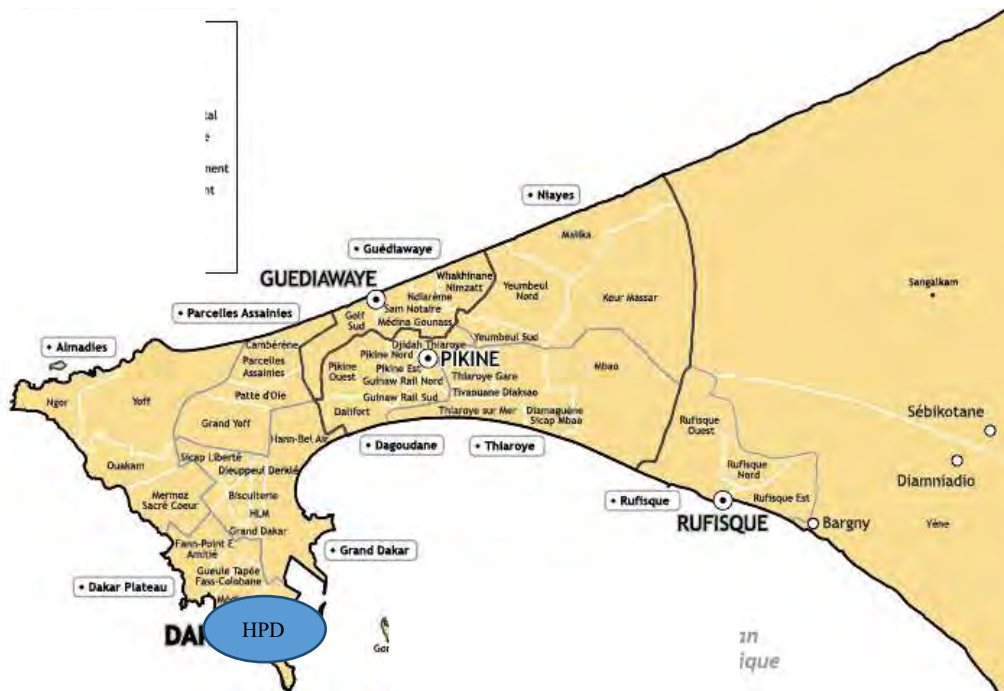 • Niayes
Malika
• Guédiawaye
Whakhinane
Nimzatt
GUEDIAWAYE
Ndiarème
Sam Notaire
Golf
Sud
Médina Gounass
Yeumbeul
Nord
Keur Massar
Sangalkam
• Parcelles Assainies
Yeumbeul Sud
Cambérène
Djidah Thiaroye
• Almadies
Parcelles
Assainies
Pikine Nord
PIKINE
Pikine
Ouest
Pikine Est
Guinaw Rail Nord
Thiaroye Gare
Mbao
Patte d'Oie
Guinaw Rail Sud
Tivaouane Diaksao
Ngor
Yoff
Dalifort
Thiaroye sur Mer
Diamaguène
Sicap Mbao
Grand Yoff
Hann-Bel Air
Rufisque
Ouest
Sébikotane
• Dagoudane
• Thiaroye
Ouakam
Sicap Liberté
Dieuppeul Derklé
Rufisque
Nord
Diamniadio
Mermoz
Sacré Coeur
Biscuiterie
• Rufisque
Rufisque Est
HLM
RUFISQUE
Bargny
Yène
Grand Dakar
Fann-Point E
Amitié
• Grand Dakar
Gueule Tapée
Fass-Colobane
• Dakar Plateau
HPD
ique